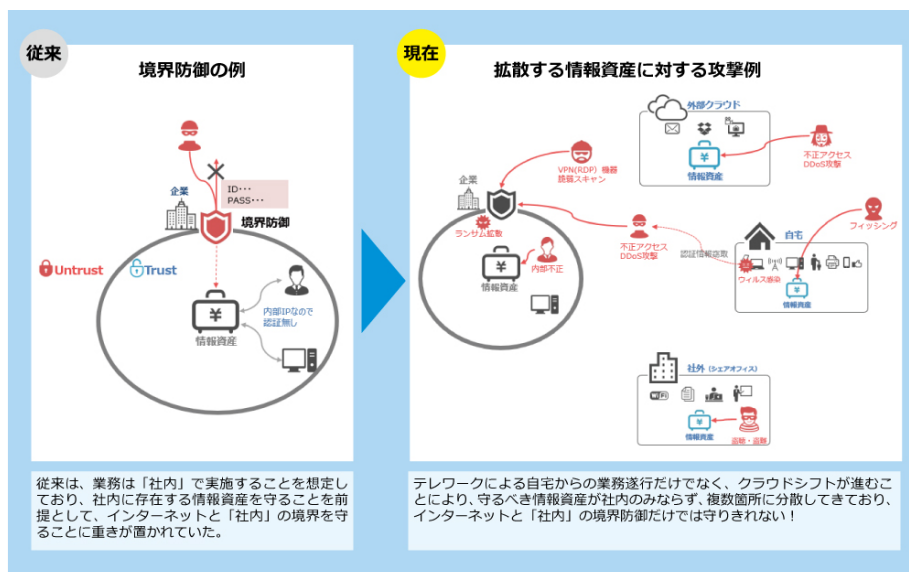 従来
境界防御の例
企業
ID・・・
PASS・・・
境界防御
Untrust
Trust
内部IPなので
認証無し
¥
情報資産
従来は、業務は「社内」で実施することを想定し
ており、社内に存在する情報資産を守ることを前
提として、インターネットと「社内」の境界を守
ることに重きが置かれていた。
現在
拡散する情報資産に対する攻撃例
外部クラウド
¥
情報資産
不正アクセス
DDoS攻撃
VPN(RDP) 機器
脆弱スキャン
企業
ランサム拡散
内部不正
¥
情報資産
不正アクセス
DDoS攻撃
認証情報窃取
フィッシング
自宅
ウィルス感染
¥
情報資産
社外 (シェアオフィス)
¥
情報資産
盗聴・盗難
テレワークによる自宅からの業務遂行だけでなく、クラウドシフトが進むこ
とにより、守るべき情報資産が社内のみならず、複数箇所に分散してきており、
インターネットと「社内」の境界防御だけでは守りきれない！